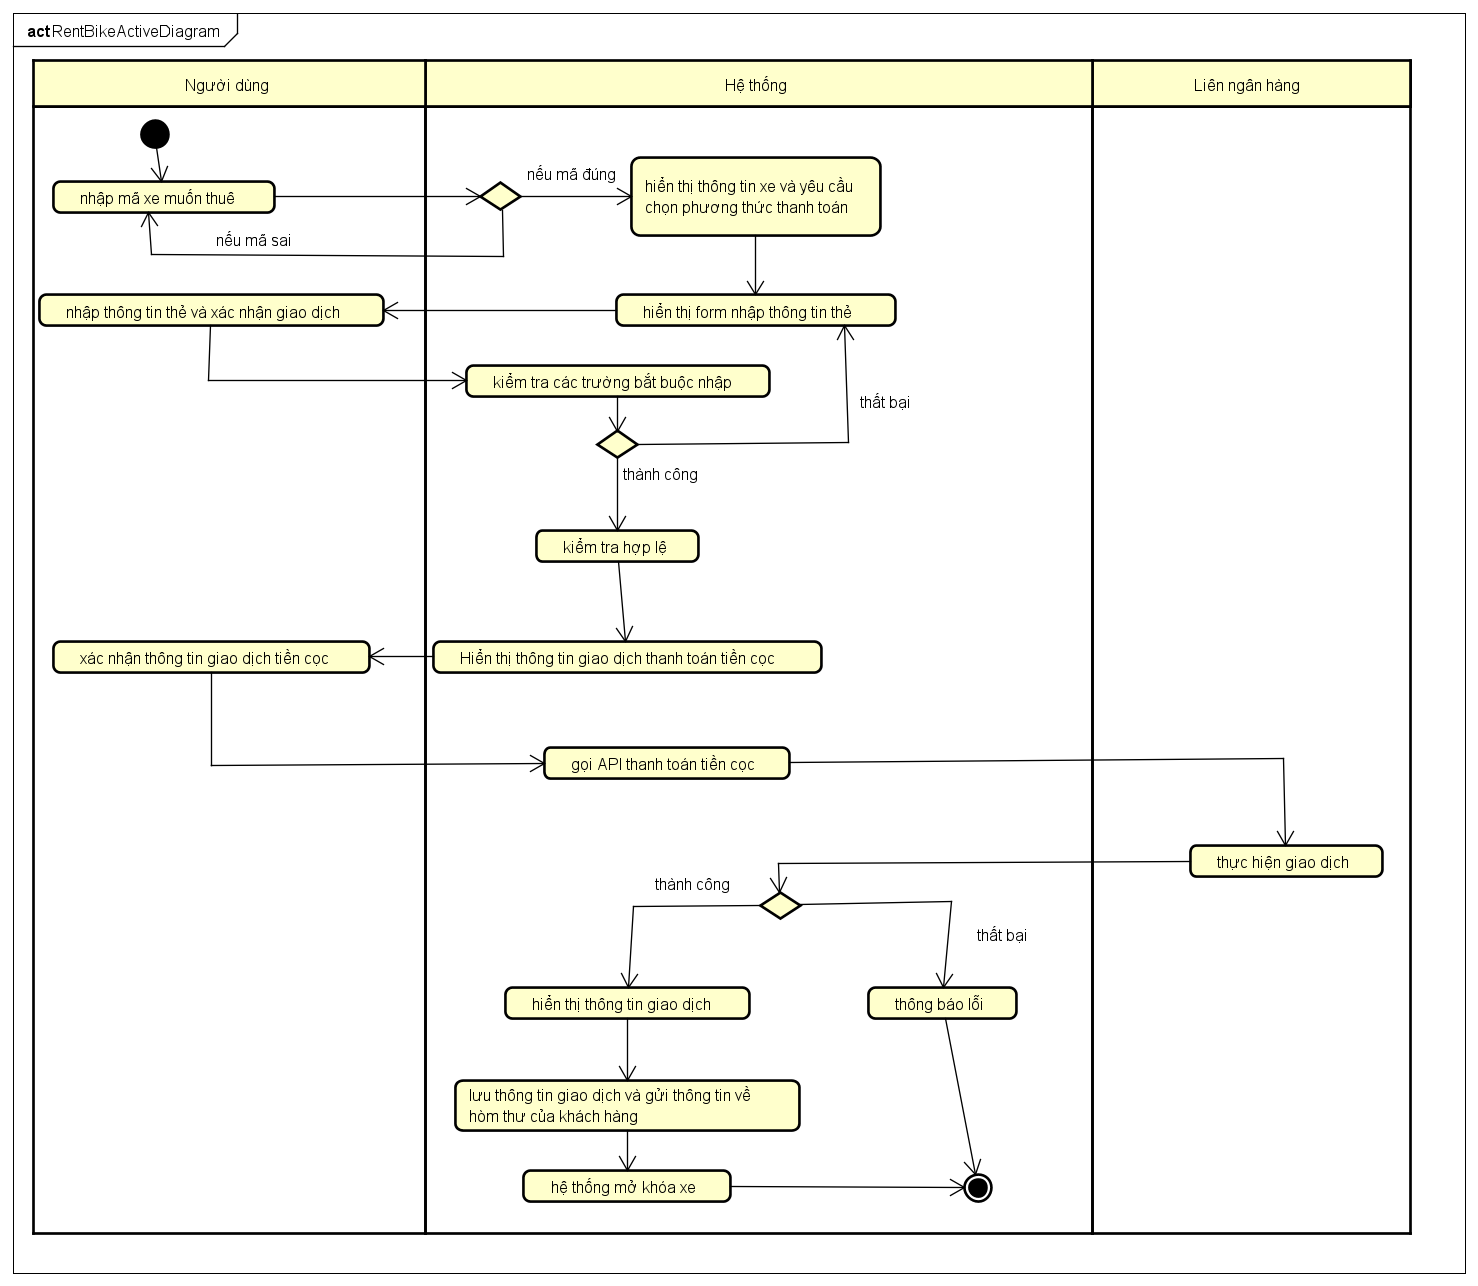 act RentBikeActiveDiagram
Người dùng
Hệ thống
Liên ngân hàng
nhập mã xe muốn thuê
nếu mã đúng
hiển thị thông tin xe và yêu cầu
chọn phương thức thanh toán
nếu mã sai
nhập thông tin thẻ và xác nhận giao dịch
hiển thị form nhập thông tin thẻ
kiểm tra các trường bắt buộc nhập
thất bại
thành công
kiểm tra hợp lệ
xác nhận thông tin giao dịch tiền cọc
Hiển thị thông tin giao dịch thanh toán tiền cọc
gọi API thanh toán tiền cọc
thực hiện giao dịch
thành công
thất bại
hiển thị thông tin giao dịch
thông báo lỗi
lưu thông tin giao dịch và gửi thông tin về
hòm thư của khách hàng
hệ thống mở khóa xe